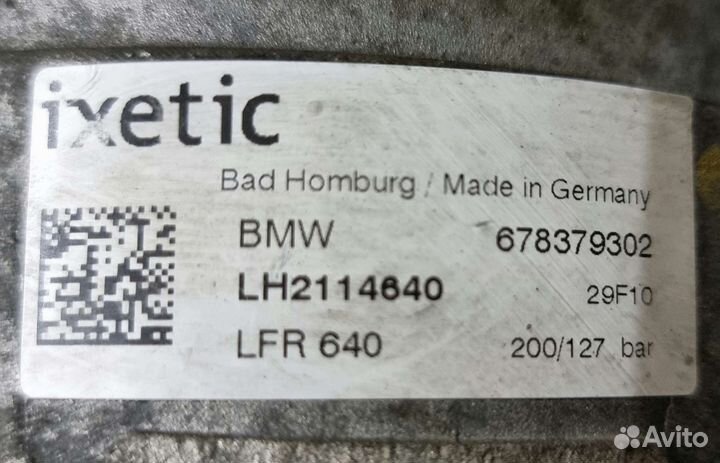 ixetic
Bad Homburg / Made in Germany
BMW 678379302
LH2114640 29F10
LFR 640 200/127 bar
Avito